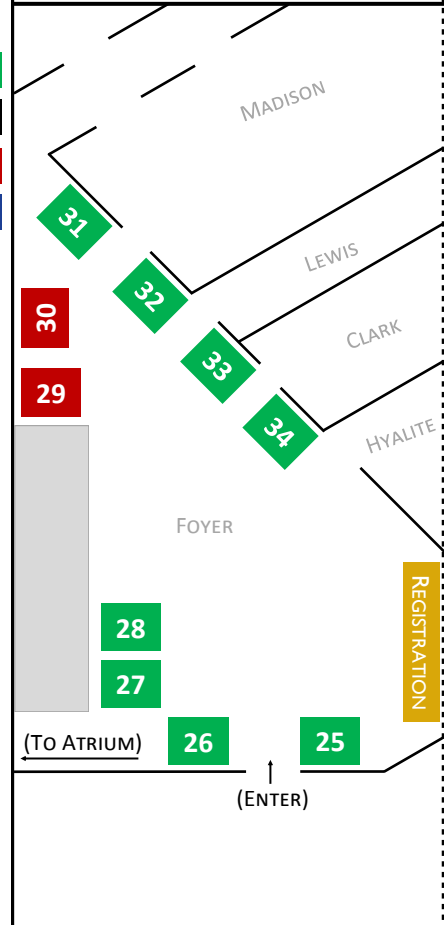 MADISON
31
LEWIS
32
30
CLARK
33
29
34
HYALITE
FOYER
REGISTRATION
28
27
(TO ATRIUM)
26
25
(ENTER)